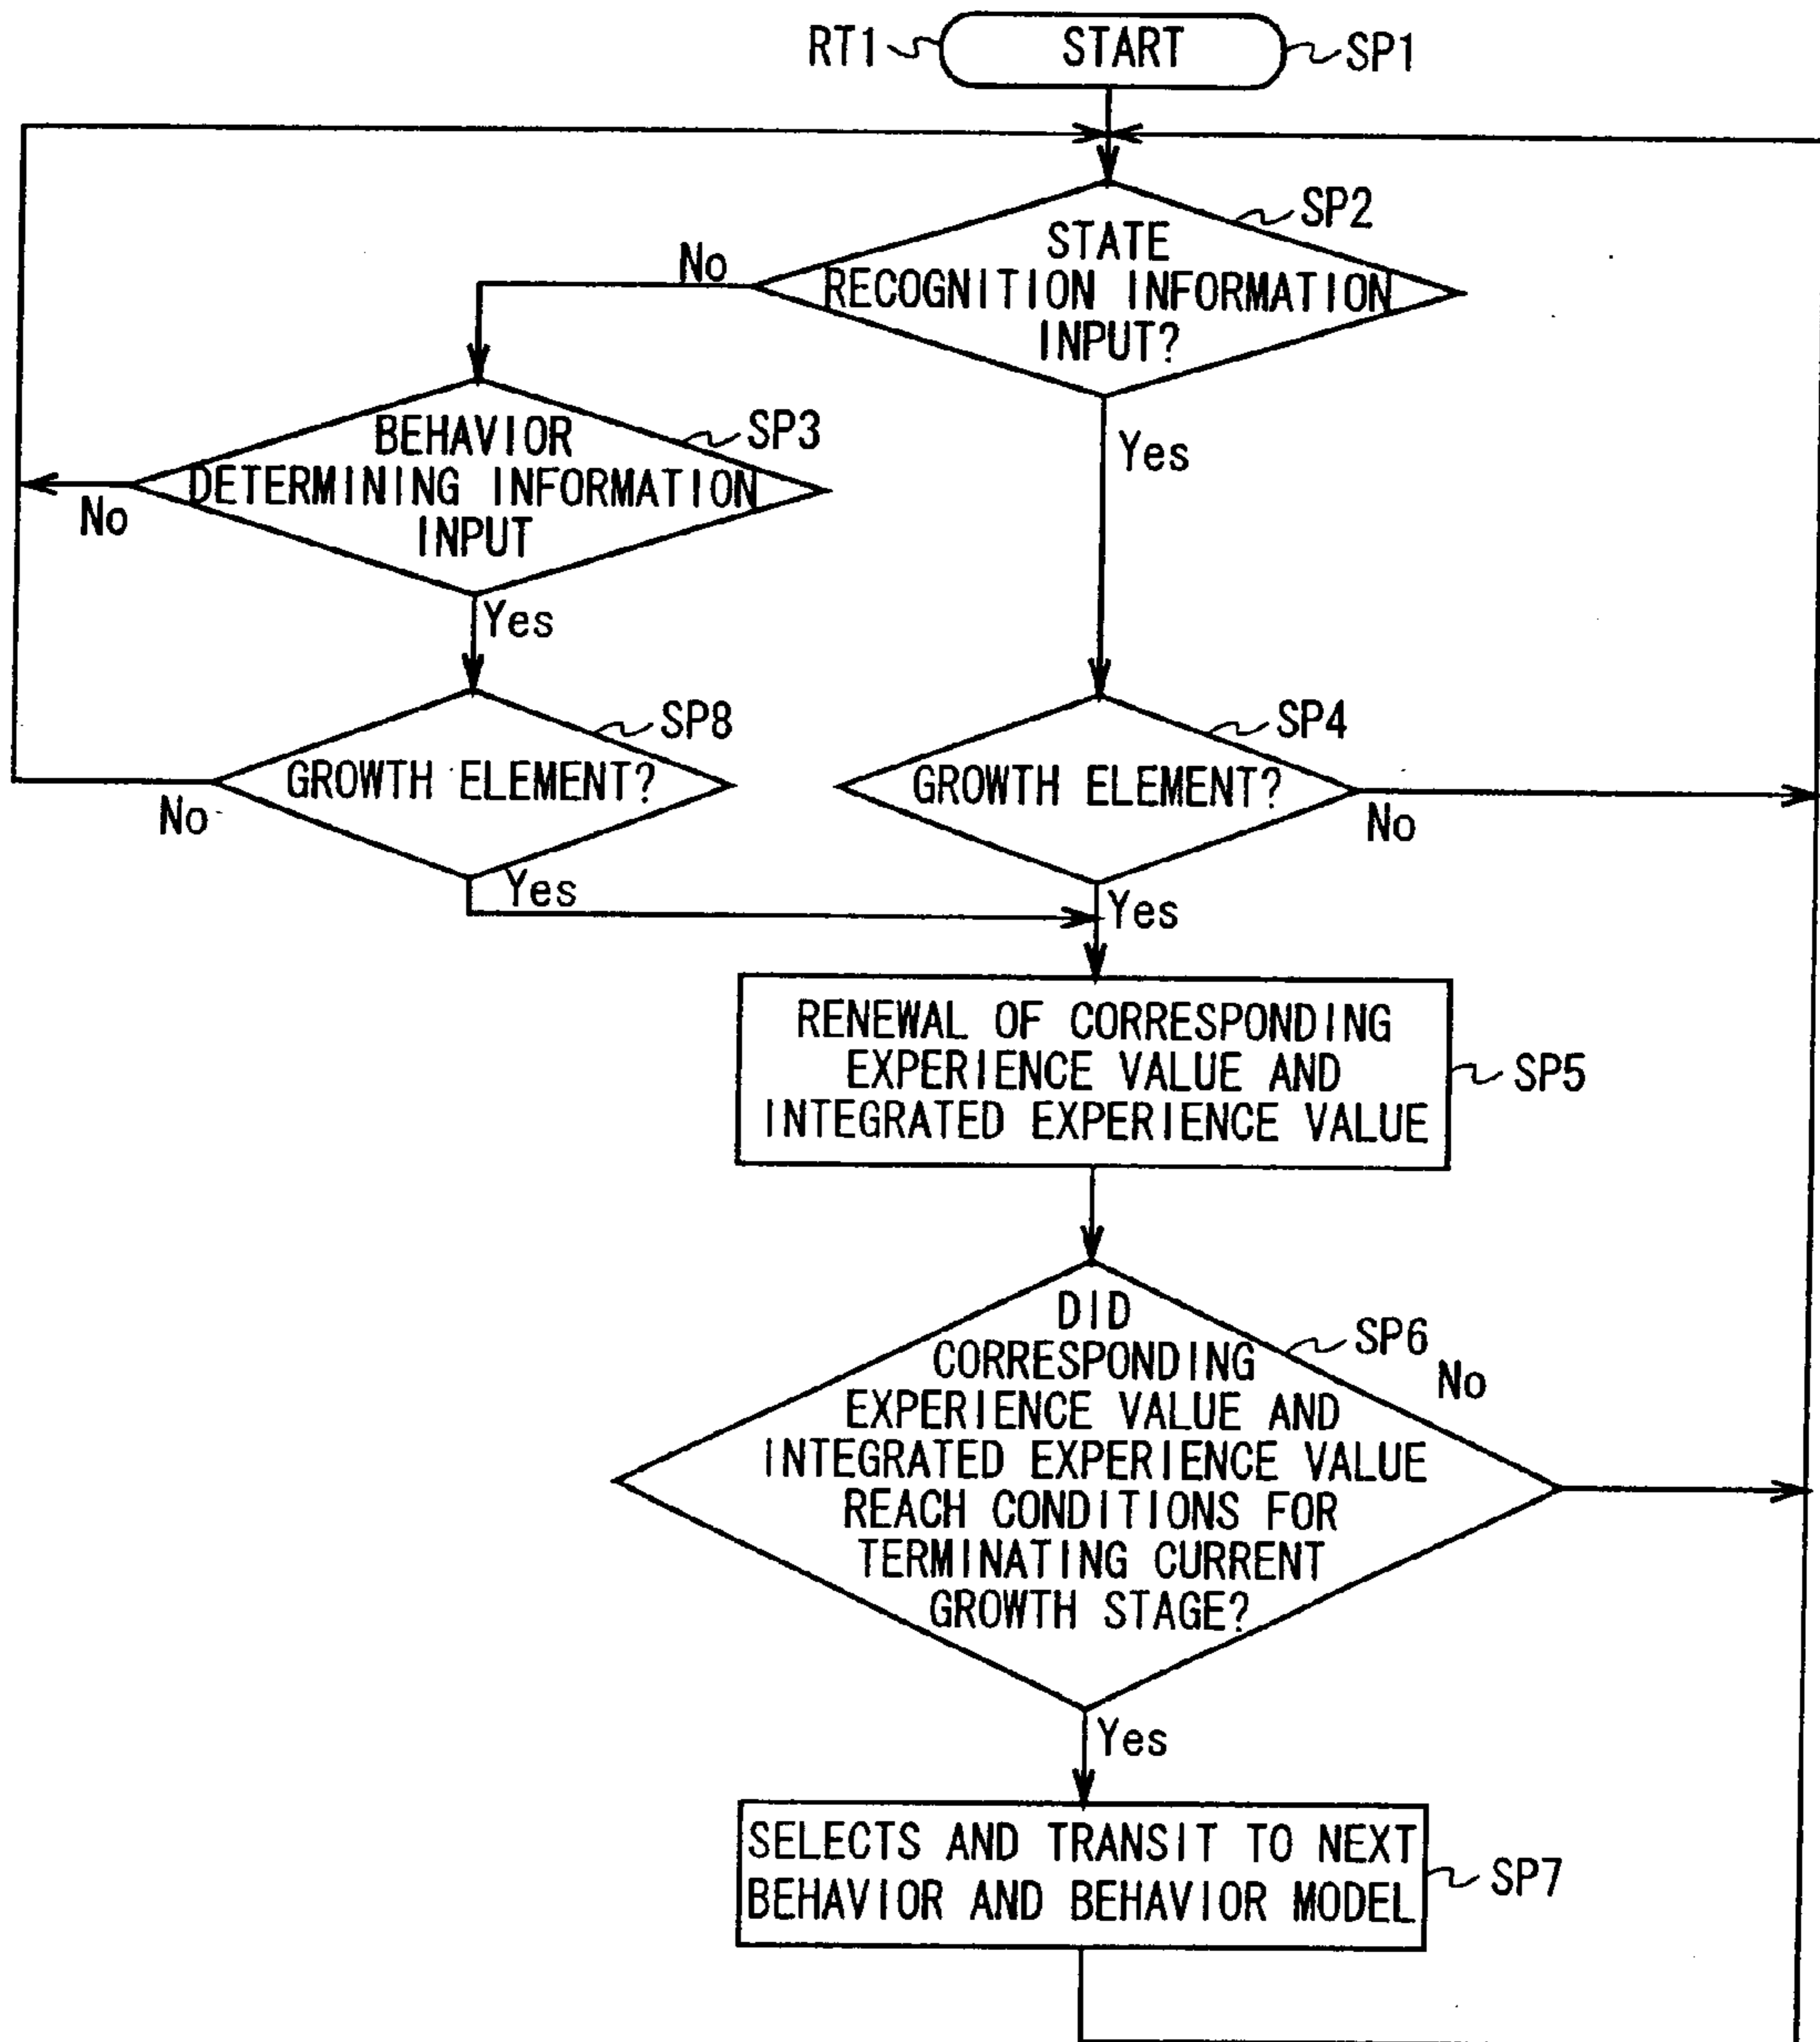 RT1
START
SP1
SP2
STATE
RECOGNITION INFORMATION
INPUT?
No
Yes
SP3
BEHAVIOR
DETERMINING INFORMATION
INPUT
No
Yes
SP8
GROWTH ELEMENT?
No
Yes
SP4
GROWTH ELEMENT?
No
Yes
RENEWAL OF CORRESPONDING
EXPERIENCE VALUE AND
INTEGRATED EXPERIENCE VALUE
SP5
DID
CORRESPONDING
EXPERIENCE VALUE AND
INTEGRATED EXPERIENCE VALUE
REACH CONDITIONS FOR
TERMINATING CURRENT
GROWTH STAGE?
SP6
No
Yes
SELECTS AND TRANSIT TO NEXT
BEHAVIOR AND BEHAVIOR MODEL
SP7